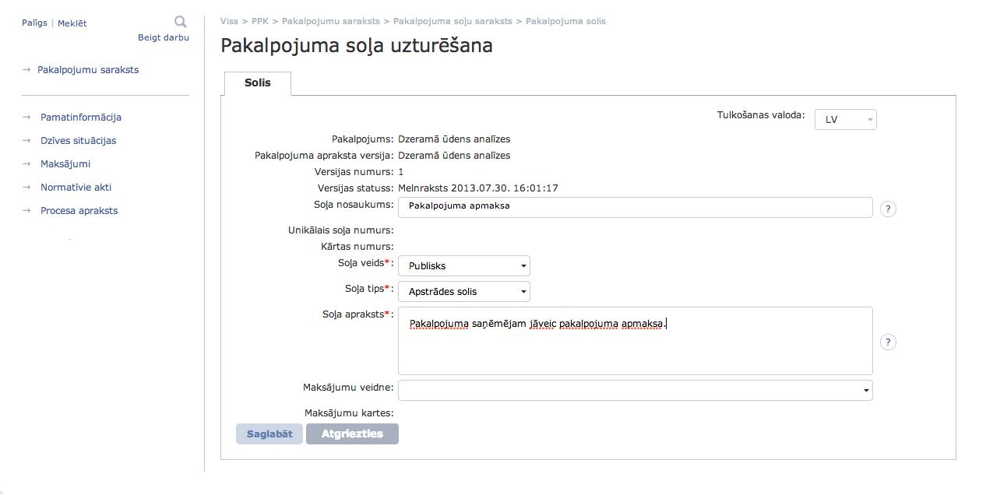 Palīgs | Meklēt
Beigt darbu
→ Pakalpojumu saraksts
→ Pamatinformācija
→ Dzīves situācijas
→ Maksājumi
→ Normatīvie akti
→ Procesa apraksts
Viss > PPK > Pakalpojumu saraksts > Pakalpojuma soļu saraksts > Pakalpojuma solis
Pakalpojuma soļa uzturēšana
Solis
Tulkošanas valoda: LV
Pakalpojums: Dzeramā ūdens analīzes
Pakalpojuma apraksta versija: Dzeramā ūdens analīzes
Versijas numurs: 1
Versijas statuss: Melnraksts 2013.07.30. 16:01:17
Soļa nosaukums: Pakalpojuma apmaksa ?
Unikālais soļa numurs:
Kārtas numurs:
Soļa veids*: Publisks
Soļa tips*: Apstrādes solis
Soļa apraksts*: Pakalpojuma saņēmējam jāveic pakalpojuma apmaksa. ?
Maksājumu veidne:
Maksājumu kartes:
Saglabāt Atgriezties